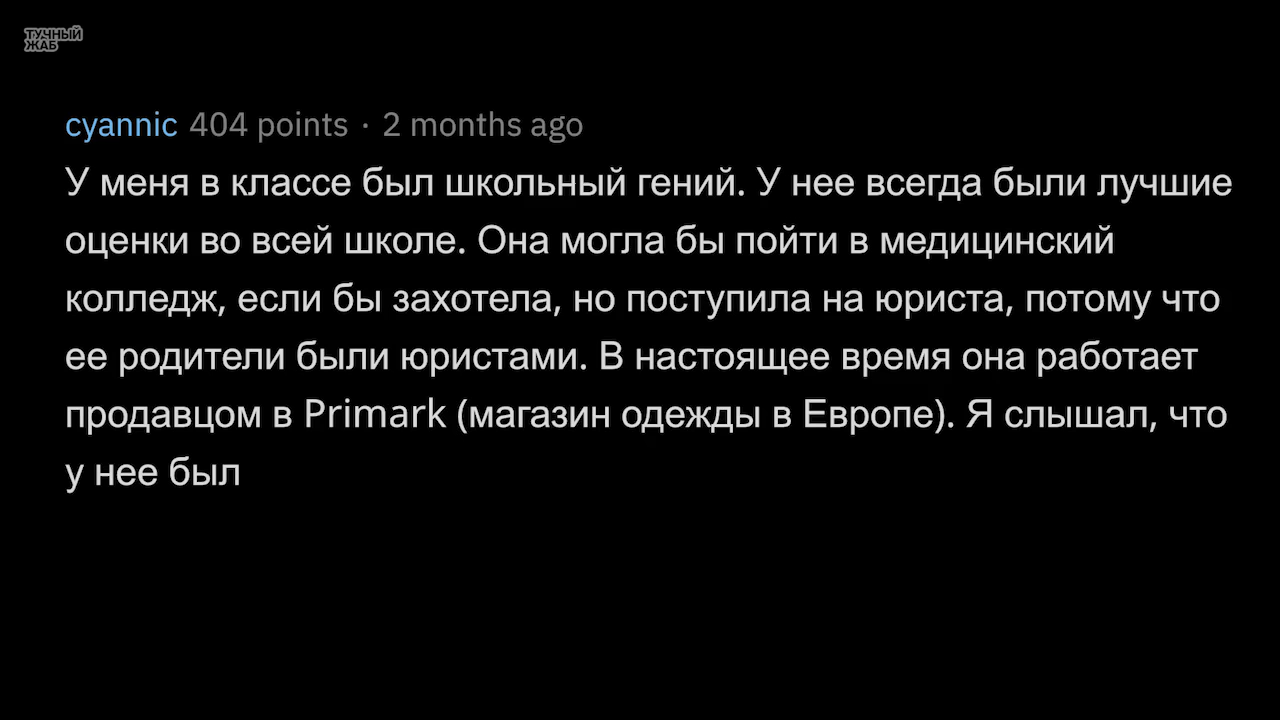 ТУЧНЫЙ
ЖАБ
cyannic 404 points · 2 months ago
У меня в классе был школьный гений. У нее всегда были лучшие
оценки во всей школе. Она могла бы пойти в медицинский
колледж, если бы захотела, но поступила на юриста, потому что
ее родители были юристами. В настоящее время она работает
продавцом в Primark (магазин одежды в Европе). Я слышал, что
у нее был